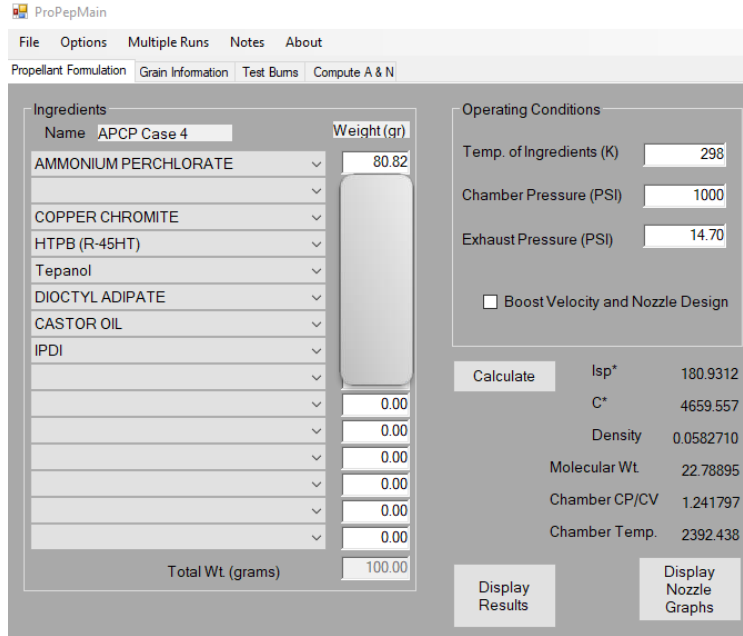 ProPepMain
File Options Multiple Runs Notes About
Propellant Formulation Grain Information Test Burns Compute A & N
Ingredients
Name APCP Case 4 Weight (gr)
AMMONIUM PERCHLORATE 80.82
COPPER CHROMITE
HTPB (R-45HT)
Tepanol
DIOCTYL ADIPATE
CASTOR OIL
IPDI
0.00
0.00
0.00
0.00
0.00
0.00
Total Wt. (grams) 100.00
Operating Conditions
Temp. of Ingredients (K) 298
Chamber Pressure (PSI) 1000
Exhaust Pressure (PSI) 14.70
Boost Velocity and Nozzle Design
Calculate
Isp* 180.9312
C* 4659.557
Density 0.0582710
Molecular Wt. 22.78895
Chamber CP/CV 1.241797
Chamber Temp. 2392.438
Display
Results
Display
Nozzle
Graphs